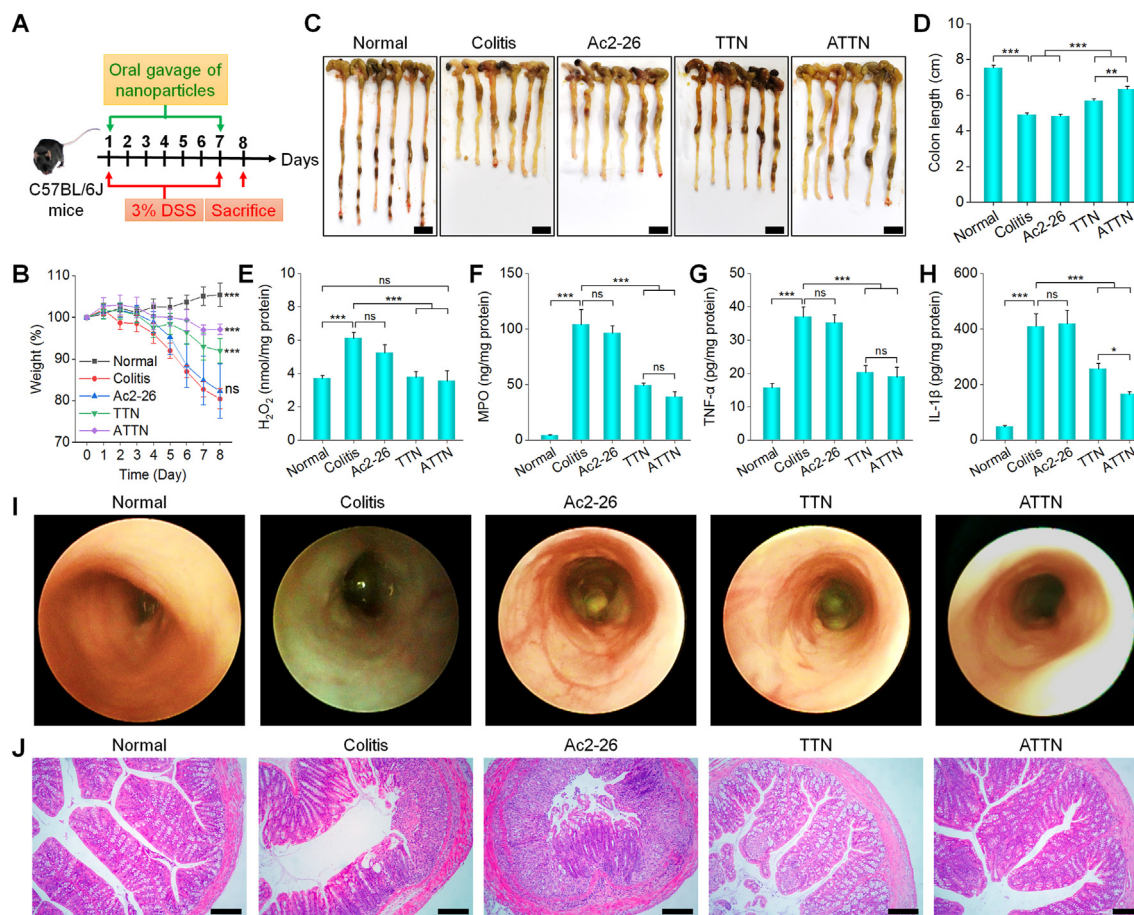 A
Oral gavage of
nanoparticles
1 2 3 4 5 6 7 8
Days
C57BL/6J
mice
3% DSS
Sacrifice
B
Weight (%)
110
100
90
80
70
***
***
***
ns
Normal
Colitis
Ac2-26
TTN
ATTN
0 1 2 3 4 5 6 7 8
Time (Day)
C
Normal
Colitis
Ac2-26
TTN
ATTN
D
Colon length (cm)
10
8
6
4
2
0
***
***
**
Normal
Colitis
Ac2-26
TTN
ATTN
E
H2O2 (nmol/mg protein)
10
8
6
4
2
0
ns
***
***
ns
Normal
Colitis
Ac2-26
TTN
ATTN
F
MPO (ng/mg protein)
150
100
50
0
***
***
ns
ns
Normal
Colitis
Ac2-26
TTN
ATTN
G
TNF-α (pg/mg protein)
50
40
30
20
10
0
***
***
ns
ns
Normal
Colitis
Ac2-26
TTN
ATTN
H
IL-1β (pg/mg protein)
600
400
200
0
***
***
ns
*
Normal
Colitis
Ac2-26
TTN
ATTN
I
Normal
Colitis
Ac2-26
TTN
ATTN
J
Normal
Colitis
Ac2-26
TTN
ATTN